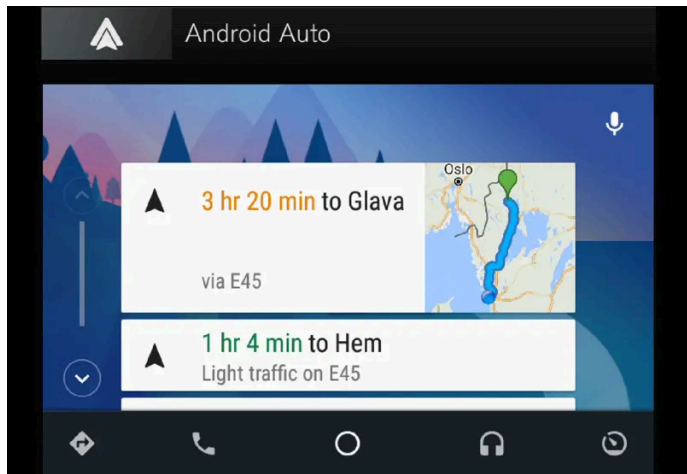 Android Auto
3 hr 20 min to Glava
via E45
Oslo
1 hr 4 min to Hem
Light traffic on E45